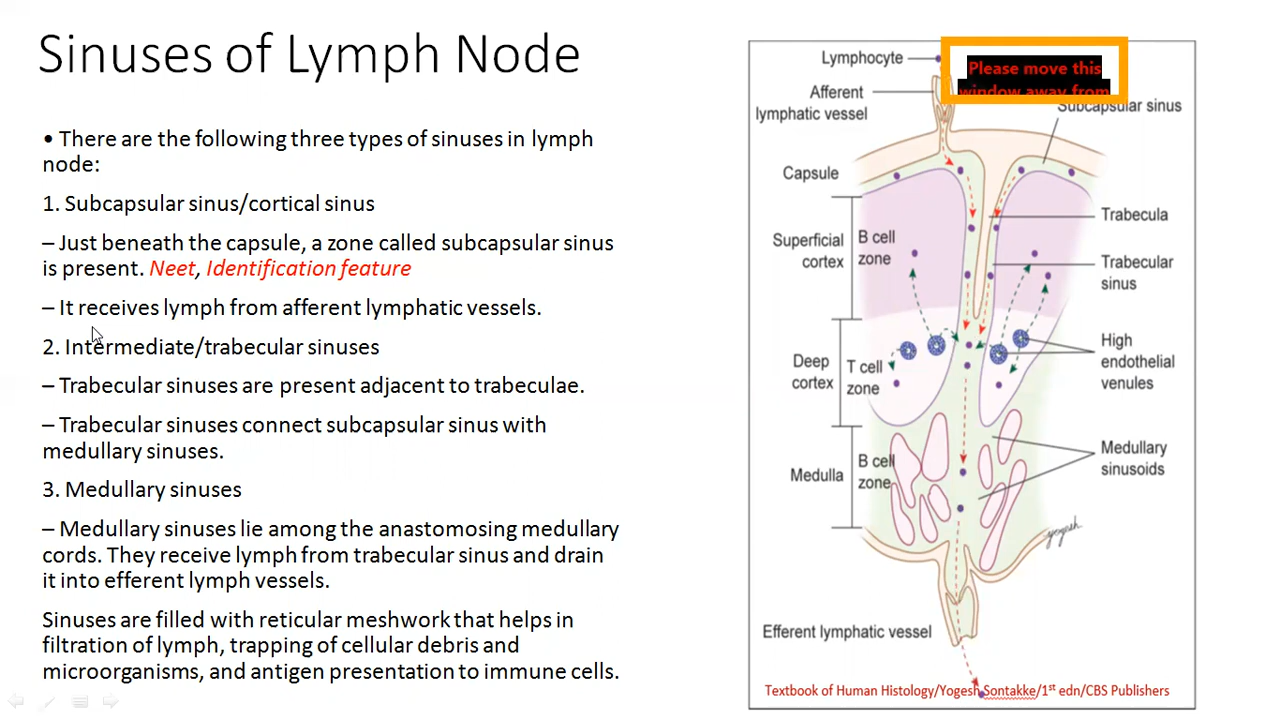 Sinuses of Lymph Node
• There are the following three types of sinuses in lymph
node:
1. Subcapsular sinus/cortical sinus
– Just beneath the capsule, a zone called subcapsular sinus
is present. Neet, Identification feature
– It receives lymph from afferent lymphatic vessels.
2. Intermediate/trabecular sinuses
– Trabecular sinuses are present adjacent to trabeculae.
– Trabecular sinuses connect subcapsular sinus with
medullary sinuses.
3. Medullary sinuses
– Medullary sinuses lie among the anastomosing medullary
cords. They receive lymph from trabecular sinus and drain
it into efferent lymph vessels.
Sinuses are filled with reticular meshwork that helps in
filtration of lymph, trapping of cellular debris and
microorganisms, and antigen presentation to immune cells.
Lymphocyte
Please move this
window away from
Afferent
lymphatic vessel
Subcapsular sinus
Capsule
Superficial
cortex
B cell
zone
Trabecula
Trabecular
sinus
Deep
cortex
T cell
zone
High
endothelial
venules
Medulla
B cell
zone
Medullary
sinusoids
yogesh
Efferent lymphatic vessel
Textbook of Human Histology/Yogesh Sontakke/1st edn/CBS Publishers